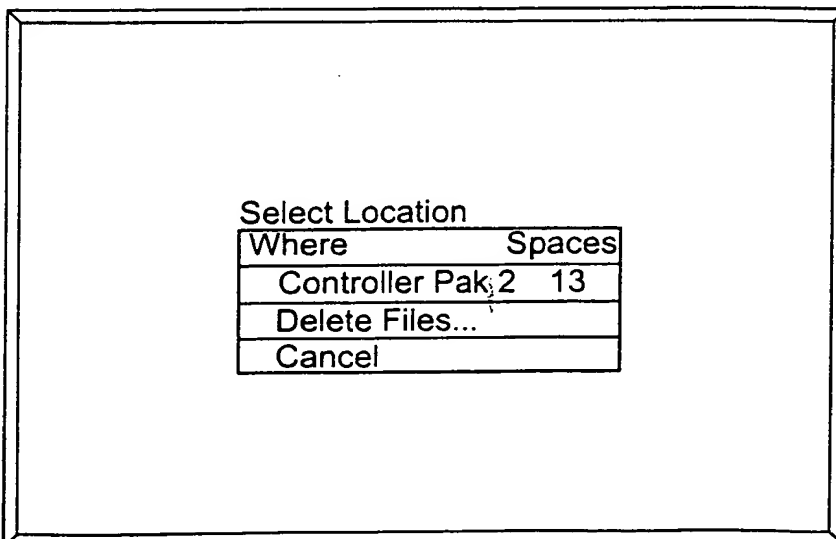 Select Location
Where Spaces
Controller Pak 2 13
Delete Files...
Cancel